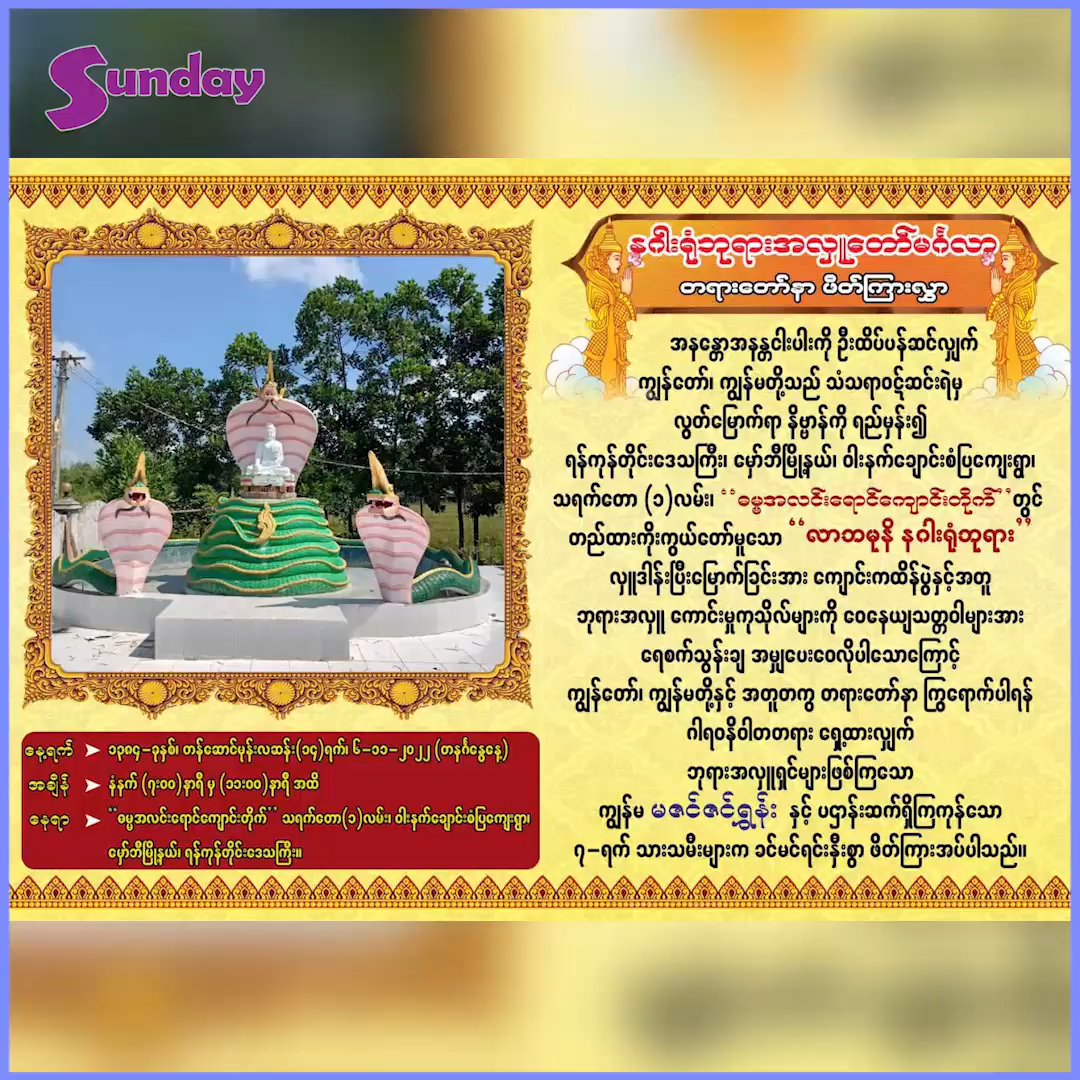 Sunday
နဂါးရုံဘုရားအလှူတော်မင်္ဂလာ
တရားတော်နာ ဖိတ်ကြားလွှာ
အနန္တောအနန္တငါးပါးကို ဦးထိပ်ပန်ဆင်လျှက်
ကျွန်တော်၊ ကျွန်မတို့သည် သံသရာဝဋ်ဆင်းရဲမှ
လွတ်မြောက်ရာ နိဗ္ဗာန်ကို ရည်မှန်း၍
ရန်ကုန်တိုင်းဒေသကြီး၊ မှော်ဘီမြို့နယ်၊ ဝါးနက်ချောင်းစံပြကျေးရွာ၊
သရက်တော (၁)လမ်း၊ “ဓမ္မအလင်းရောင်ကျောင်းတိုက်” တွင်
တည်ထားကိုးကွယ်တော်မူသော “လာဘမုနိ နဂါးရုံဘုရား”
လှူဒါန်းပြီးမြောက်ခြင်းအား ကျောင်းကထိန်ပွဲနှင့်အတူ
ဘုရားအလှူ ကောင်းမှုကုသိုလ်များကို ဝေနေယျသတ္တဝါများအား
ရေစက်သွန်းချ အမျှပေးဝေလိုပါသောကြောင့်
ကျွန်တော်၊ ကျွန်မတို့နှင့် အတူတကွ တရားတော်နာ ကြွရောက်ပါရန်
ဂါရဝနိဝါတတရား ရှေ့ထားလျှက်
ဘုရားအလှူရှင်များဖြစ်ကြသော
ကျွန်မ မဇင်ဇင်ရွှန်း နှင့် ပဌာန်းဆက်ရှိကြကုန်သော
၇-ရက် သားသမီးများက ခင်မင်ရင်းနှီးစွာ ဖိတ်ကြားအပ်ပါသည်။
နေ့ရက် ➤ ၁၃၈၄-ခုနှစ်၊ တန်ဆောင်မုန်းလဆန်း(၁၄)ရက်၊ ၆-၁၁-၂၀၂၂ (တနင်္ဂနွေနေ့)
အချိန် ➤ နံနက် (၇း၀၀)နာရီ မှ (၁၁း၀၀)နာရီ အထိ
နေရာ ➤ “ဓမ္မအလင်းရောင်ကျောင်းတိုက်” သရက်တော(၁)လမ်း၊ ဝါးနက်ချောင်းစံပြကျေးရွာ၊
မှော်ဘီမြို့နယ်၊ ရန်ကုန်တိုင်းဒေသကြီး။